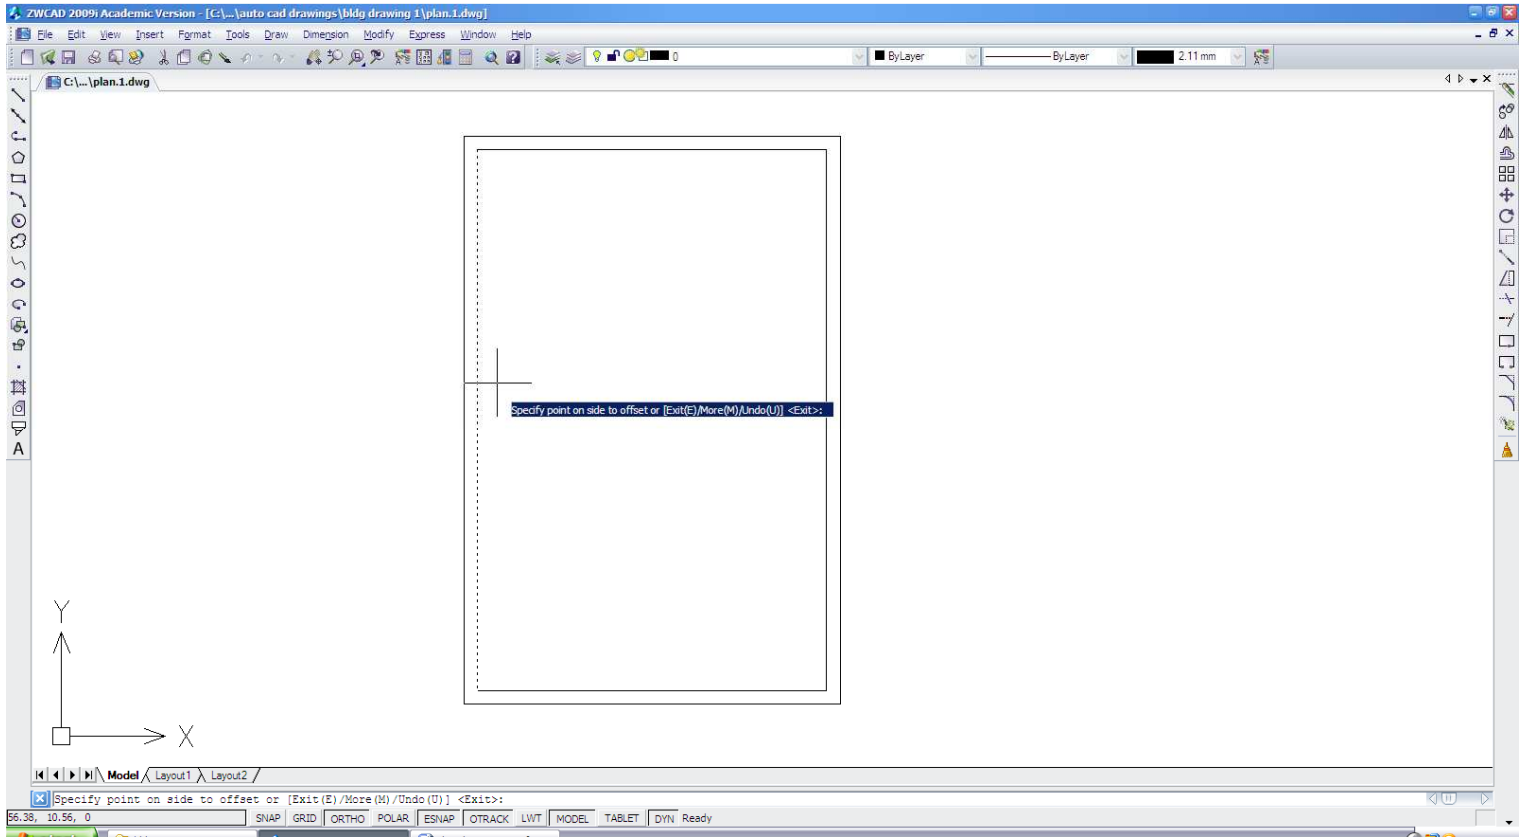 ZWCAD 2009i Academic Version - [C:\...\auto cad drawings\bldg drawing 1\plan.1.dwg]
File Edit View Insert Format Tools Draw Dimension Modify Express Window Help
0 ByLayer ByLayer 2.11 mm
C:\...\plan.1.dwg
Specify point on side to offset or [Exit(E)/More(M)/Undo(U)] <Exit>:
Y
X
A
Model Layout1 Layout2
Specify point on side to offset or [Exit(E)/More(M)/Undo(U)] <Exit>:
56.38, 10.56, 0 SNAP GRID ORTHO POLAR ESNAP OTRACK LWT MODEL TABLET DYN Ready